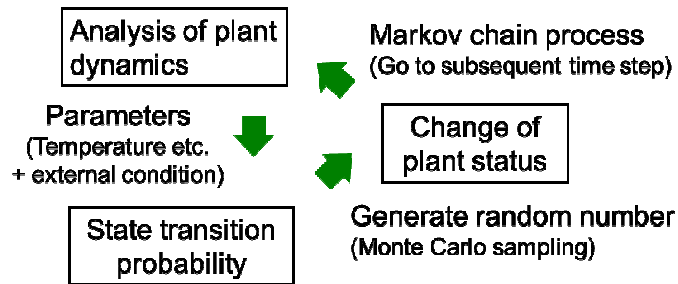 Analysis of plant
dynamics
Markov chain process
(Go to subsequent time step)
Parameters
(Temperature etc.
+ external condition)
Change of
plant status
State transition
probability
Generate random number
(Monte Carlo sampling)